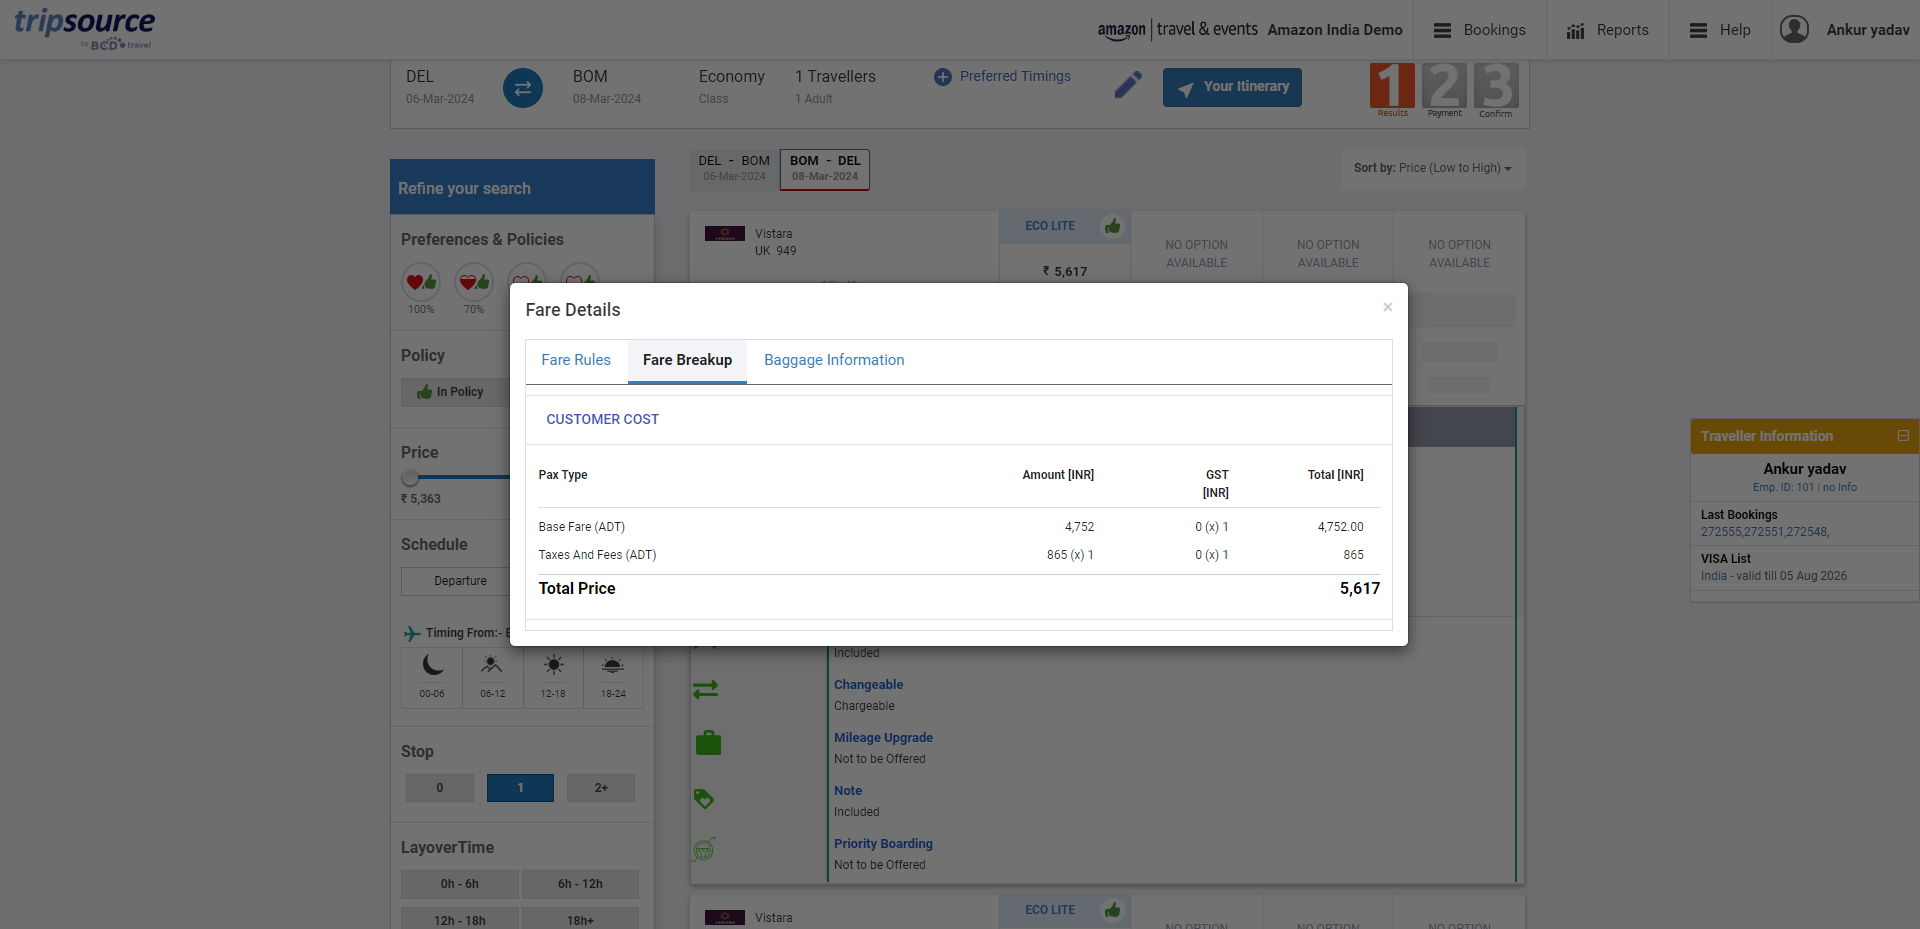 tripsource
by BCD travel
amazon | travel & events Amazon India Demo
Bookings
Reports
Help
Ankur yadav
DEL
06-Mar-2024
BOM
08-Mar-2024
Economy
Class
1 Travellers
1 Adult
Preferred Timings
Your Itinerary
1 Results
2 Payment
3 Confirm
DEL - BOM
06-Mar-2024
BOM - DEL
08-Mar-2024
Sort by: Price (Low to High)
Refine your search
Preferences & Policies
100%
70%
Policy
In Policy
Price
₹ 5,363
Schedule
Departure
Timing From:-
00-06
06-12
12-18
18-24
Stop
0
1
2+
LayoverTime
0h - 6h
6h - 12h
12h - 18h
18h+
Vistara
UK 949
ECO LITE
₹ 5,617
NO OPTION
AVAILABLE
NO OPTION
AVAILABLE
NO OPTION
AVAILABLE
Fare Details
×
Fare Rules
Fare Breakup
Baggage Information
CUSTOMER COST
Pax Type
Amount [INR]
GST
[INR]
Total [INR]
Base Fare (ADT)
4,752
0 (x) 1
4,752.00
Taxes And Fees (ADT)
865 (x) 1
0 (x) 1
865
Total Price
5,617
Included
Changeable
Chargeable
Mileage Upgrade
Not to be Offered
Note
Included
Priority Boarding
Not to be Offered
Vistara
ECO LITE
NO OPTION
NO OPTION
NO OPTION
Traveller Information
Ankur yadav
Emp. ID: 101 | no Info
Last Bookings
272555,272551,272548,
VISA List
India - valid till 05 Aug 2026